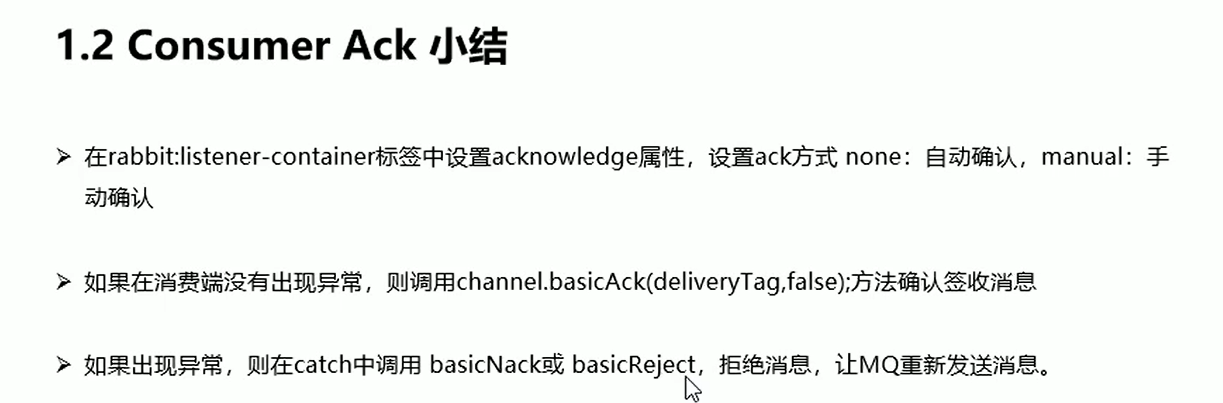 1.2 Consumer Ack 小结
➢ 在rabbit:listener-container标签中设置acknowledge属性，设置ack方式 none：自动确认，manual：手
动确认
➢ 如果在消费端没有出现异常，则调用channel.basicAck(deliveryTag,false);方法确认签收消息
➢ 如果出现异常，则在catch中调用 basicNack或 basicReject，拒绝消息，让MQ重新发送消息。